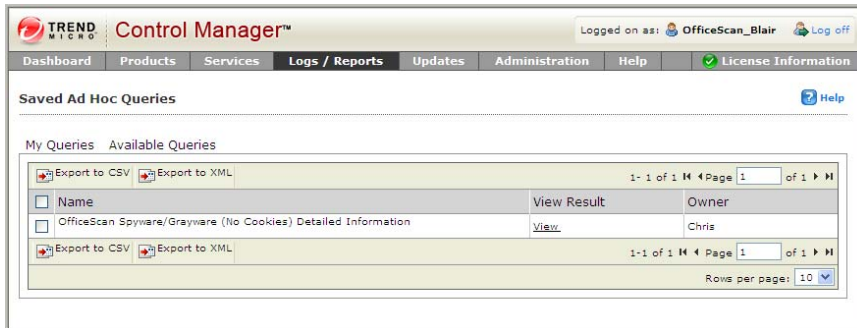 TREND MICRO Control Manager™ Logged on as: OfficeScan_Blair Log off
Dashboard Products Services Logs / Reports Updates Administration Help License Information
Saved Ad Hoc Queries Help
My Queries Available Queries
Export to CSV Export to XML 1- 1 of 1 Page 1 of 1
Name View Result Owner
OfficeScan Spyware/Grayware (No Cookies) Detailed Information View Chris
Export to CSV Export to XML 1-1 of 1 Page 1 of 1
Rows per page: 10